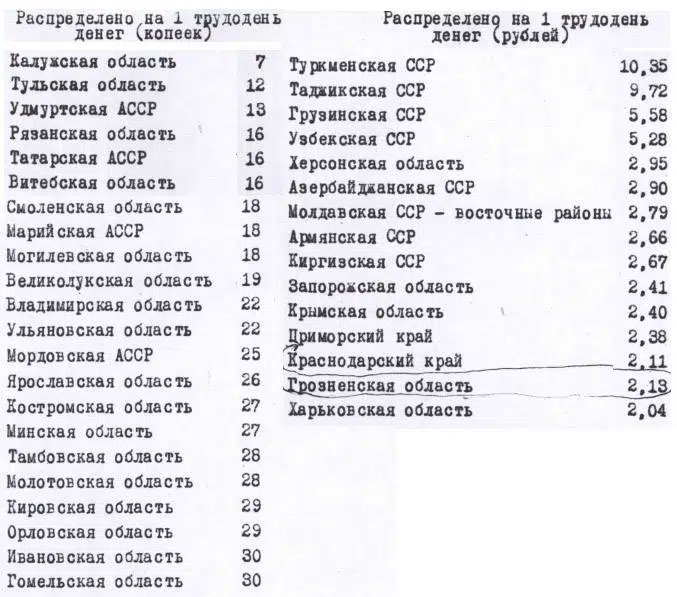 Распределено на 1 трудодень
денег (копеек)
Калужская область 7
Тульская область 12
Удмуртская АССР 13
Рязанская область 16
Татарская АССР 16
Витебская область 16
Смоленская область 18
Марийская АССР 18
Могилевская область 18
Великолукская область 19
Владимирская область 22
Ульяновская область 22
Мордовская АССР 25
Ярославская область 26
Костромская область 27
Минская область 27
Тамбовская область 28
Молотовская область 28
Кировская область 29
Орловская область 29
Ивановская область 30
Гомельская область 30
Распределено на 1 трудодень
денег (рублей)
Туркменская ССР 10,35
Таджикская ССР 9,72
Грузинская ССР 5,58
Узбекская ССР 5,28
Херсонская область 2,95
Азербайджанская ССР 2,90
Молдавская ССР - восточные районы 2,79
Армянская ССР 2,66
Киргизская ССР 2,67
Запорожская область 2,41
Крымская область 2,40
Приморский край 2,38
Краснодарский край 2,11
Грозненская область 2,13
Харьковская область 2,04